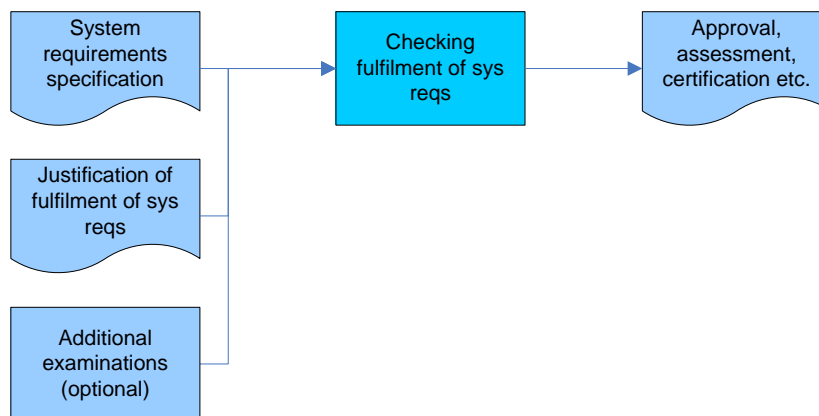 System
requirements
specification
Checking
fulfilment of sys
reqs
Approval,
assessment,
certification etc.
Justification of
fulfilment of sys
reqs
Additional
examinations
(optional)